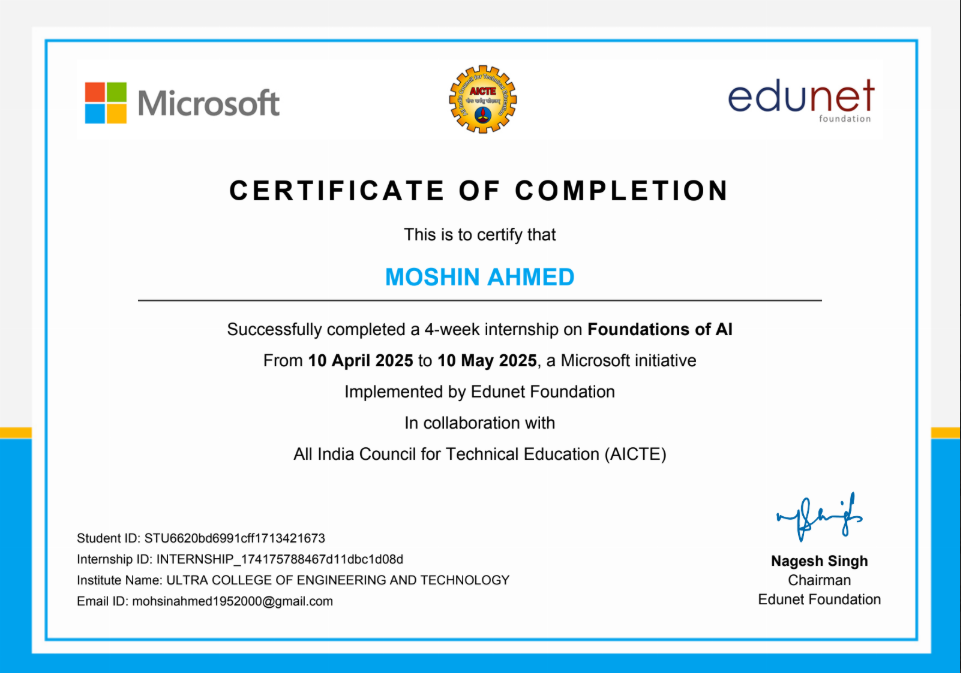 Microsoft
AICTE
edunet
foundation
CERTIFICATE OF COMPLETION
This is to certify that
MOSHIN AHMED
Successfully completed a 4-week internship on Foundations of AI
From 10 April 2025 to 10 May 2025, a Microsoft initiative
Implemented by Edunet Foundation
In collaboration with
All India Council for Technical Education (AICTE)
Student ID: STU6620bd6991cff1713421673
Internship ID: INTERNSHIP_174175788467d11dbc1d08d
Institute Name: ULTRA COLLEGE OF ENGINEERING AND TECHNOLOGY
Email ID: mohsinahmed1952000@gmail.com
Nagesh Singh
Chairman
Edunet Foundation